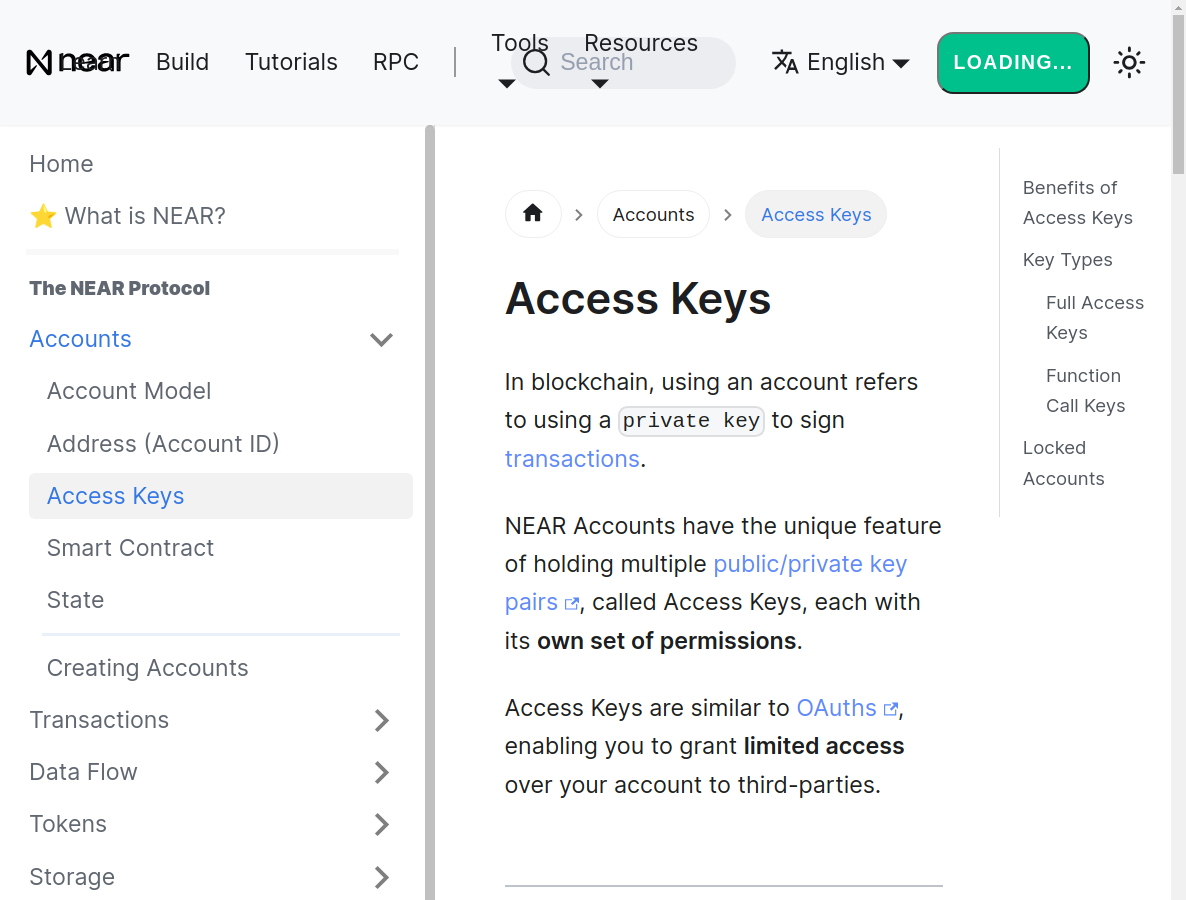 near
Learn
Build
Tutorials
RPC
Tools
Resources
Search
English
LOADING...
Home
⭐ What is NEAR?
The NEAR Protocol
Accounts
Account Model
Address (Account ID)
Access Keys
Smart Contract
State
Creating Accounts
Transactions
Data Flow
Tokens
Storage
Accounts
Access Keys
Access Keys
In blockchain, using an account refers
to using a private key to sign
transactions.
NEAR Accounts have the unique feature
of holding multiple public/private key
pairs, called Access Keys, each with
its own set of permissions.
Access Keys are similar to OAuths,
enabling you to grant limited access
over your account to third-parties.
Benefits of
Access Keys
Key Types
Full Access
Keys
Function
Call Keys
Locked
Accounts